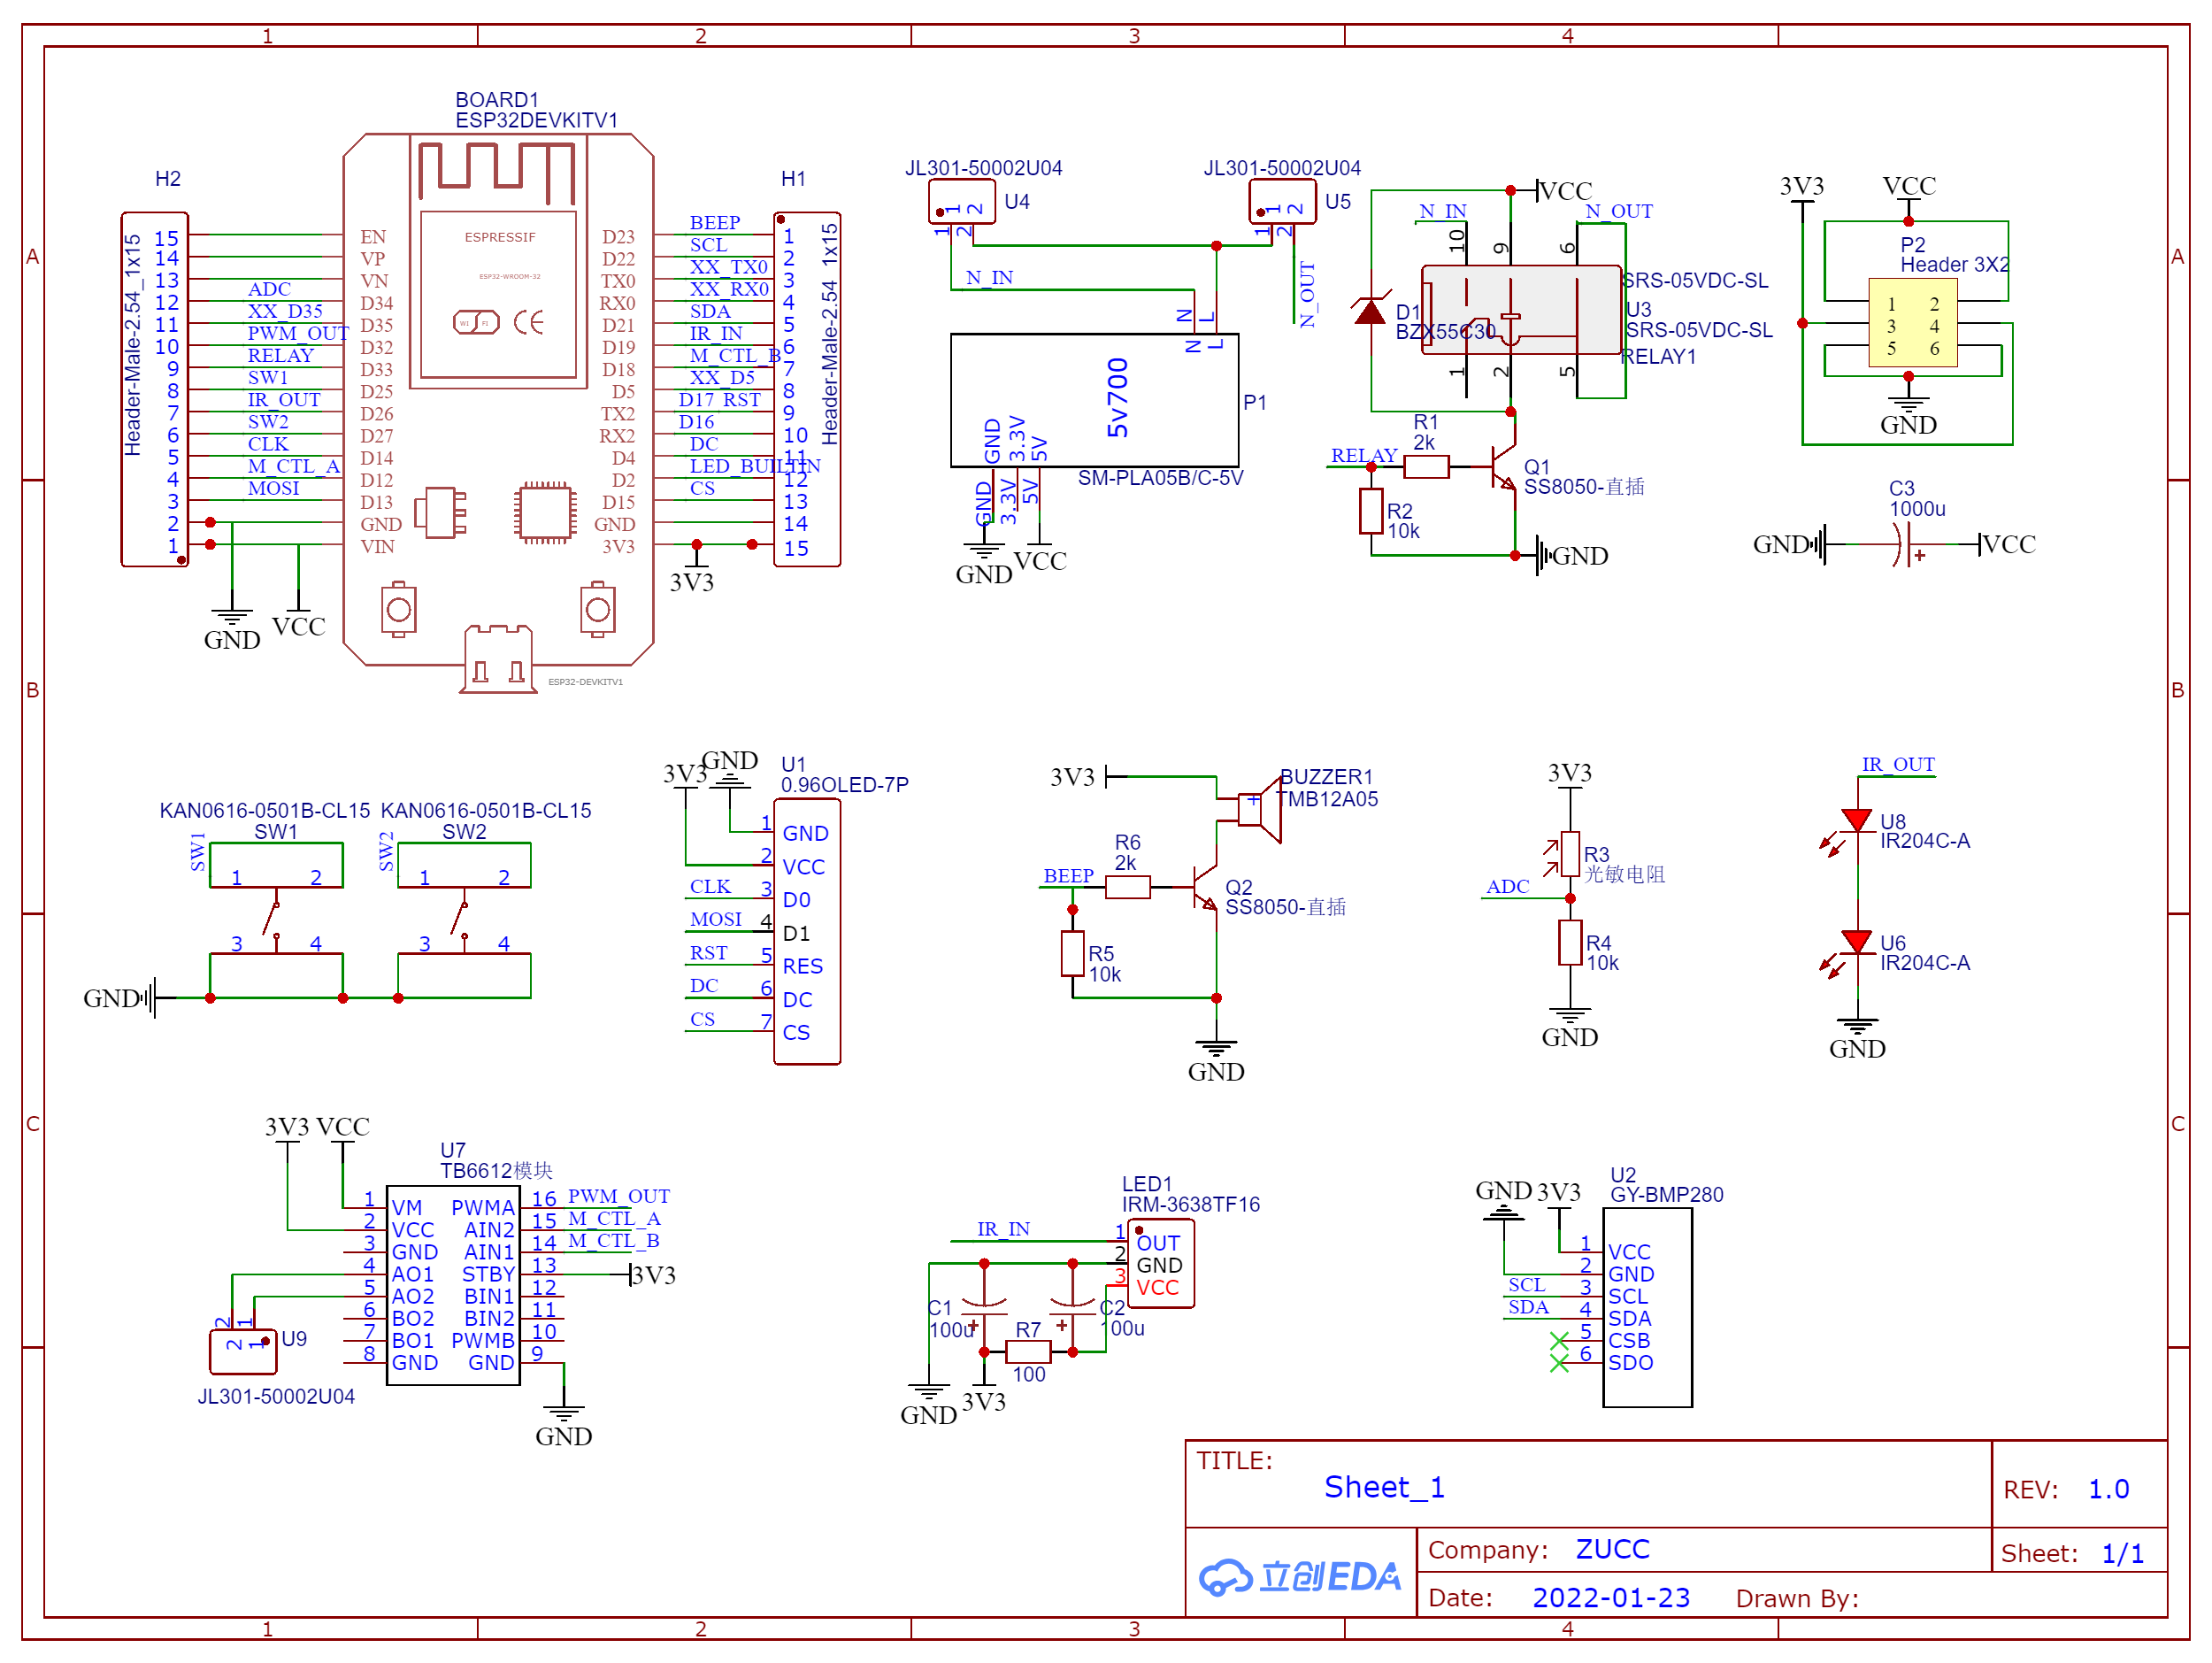 1 2 3 4
A A
B B
C C
BOARD1
ESP32DEVKITV1
H2
Header-Male-2.54_1x15
15
14
13
12 ADC
11 XX_D35
10 PWM_OUT
9 RELAY
8 SW1
7 IR_OUT
6 SW2
5 CLK
4 M_CTL_A
3 MOSI
2
1
GND
VCC
EN
VP
VN
D34
D35
D32
D33
D25
D26
D27
D14
D12
D13
GND
VIN
ESPRESSIF
ESP32-WROOM-32
W1 F1
CE
ESP32-DEVKITV1
D23
D22
TX0
RX0
D21
D19
D18
D5
TX2
RX2
D4
D2
D15
GND
3V3
H1
Header-Male-2.54_1x15
BEEP 1
SCL 2
XX_TX0 3
XX_RX0 4
SDA 5
IR_IN 6
M_CTL_B 7
XX_D5 8
D17 RST 9
D16 10
DC 11
LED_BUILTIN 12
CS 13
14
15
3V3
JL301-50002U04
U4
1 2
1 2
JL301-50002U04
U5
1 2
1 2
N_IN
N_OUT
N L
N L
5v700
P1
GND 3.3V 5V
GND 3.3V 5V
SM-PLA05B/C-5V
GND VCC
VCC
N_IN N_OUT
10 9 6
1 2 5
D1
BZX55C30
SRS-05VDC-SL
U3
SRS-05VDC-SL
RELAY1
R1
2k
RELAY
R2
10k
Q1
SS8050-直插
GND
3V3 VCC
P2
Header 3X2
1 2
3 4
5 6
GND
C3
1000u
GND VCC
KAN0616-0501B-CL15
SW1
SW1
1 2
3 4
KAN0616-0501B-CL15
SW2
SW2
1 2
3 4
GND
3V3 GND
U1
0.96OLED-7P
1 GND
2 VCC
CLK 3 D0
MOSI 4 D1
RST 5 RES
DC 6 DC
CS 7 CS
3V3
BUZZER1
TMB12A05
+
R6
2k
BEEP
R5
10k
Q2
SS8050-直插
GND
3V3
R3
光敏电阻
ADC
R4
10k
GND
IR_OUT
U8
IR204C-A
U6
IR204C-A
GND
3V3 VCC
U7
TB6612模块
1 VM PWMA 16 PWM_OUT
2 VCC AIN2 15 M_CTL_A
3 GND AIN1 14 M_CTL_B
4 AO1 STBY 13 3V3
5 AO2 BIN1 12
6 BO2 BIN2 11
7 BO1 PWMB 10
8 GND GND 9
2 1
2 1
U9
JL301-50002U04
GND
LED1
IRM-3638TF16
IR_IN 1 OUT
2 GND
3 VCC
C1
100u
+
C2
100u
+
R7
100
GND 3V3
GND 3V3
U2
GY-BMP280
1 VCC
2 GND
SCL 3 SCL
SDA 4 SDA
5 CSB
6 SDO
TITLE:
Sheet_1
REV: 1.0
立创EDA
Company: ZUCC
Sheet: 1/1
Date: 2022-01-23 Drawn By:
1 2 3 4